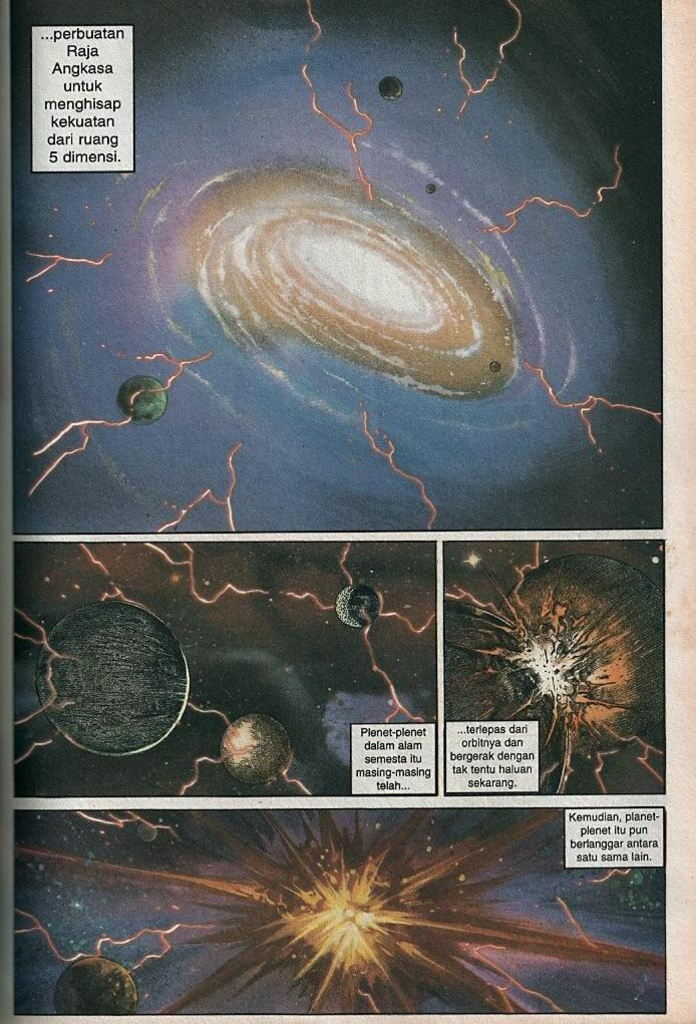 ...perbuatan
Raja
Angkasa
untuk
menghisap
kekuatan
dari ruang
5 dimensi.
Plenet-plenet
dalam alam
semesta itu
masing-masing
telah...
...terlepas dari
orbitnya dan
bergerak dengan
tak tentu haluan
sekarang.
Kemudian, planet-
plenet itu pun
berlanggar antara
satu sama lain.